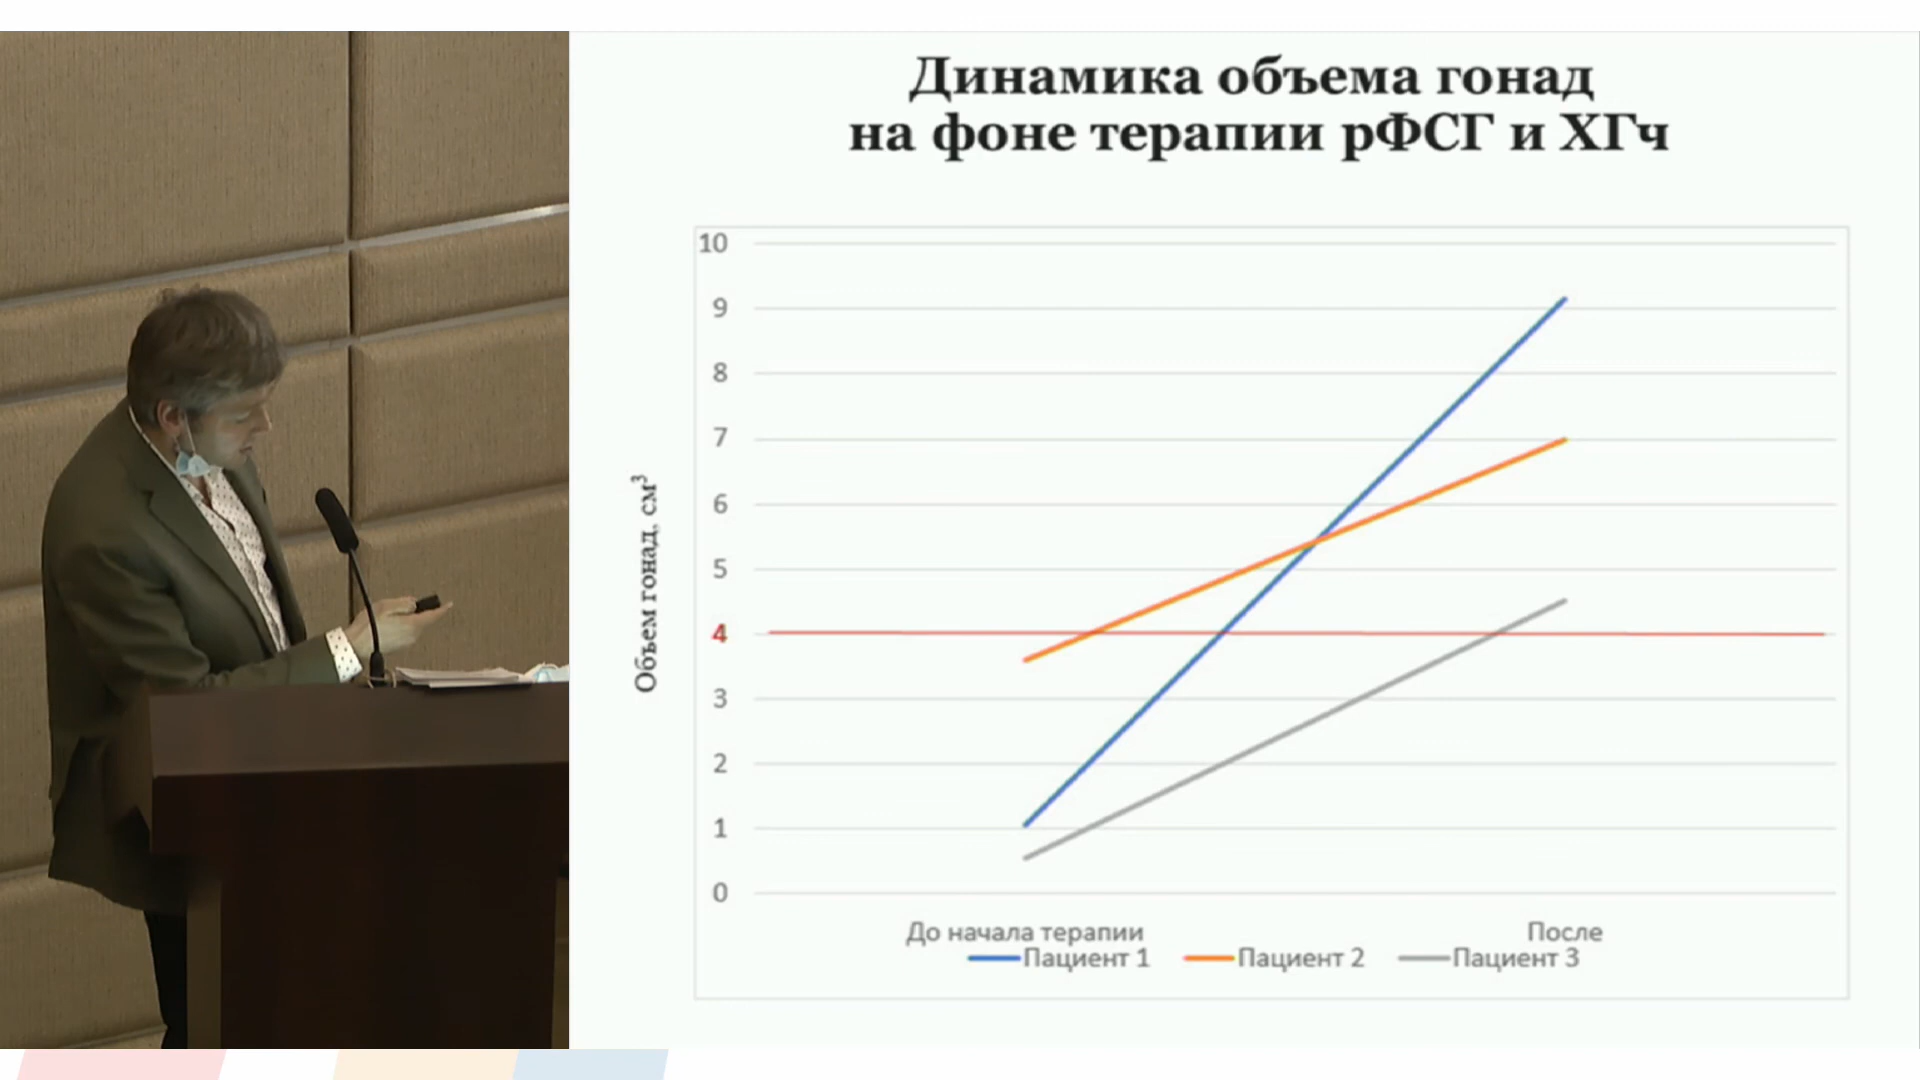 Динамика объема гонад
на фоне терапии рФСГ и ХГч
10
9
8
7
6
5
4
3
2
1
0
Объем гонад, см³
До начала терапии После
Пациент 1 Пациент 2 Пациент 3